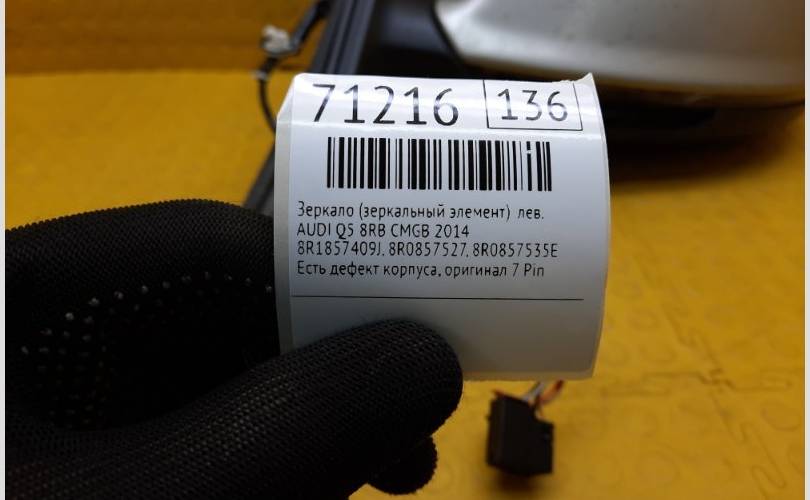 71216 136
Зеркало (зеркальный элемент) лев.
AUDI Q5 8RB CMGB 2014
8R1857409J, 8R0857527, 8R0857535E
Есть дефект корпуса, оригинал 7 Pin